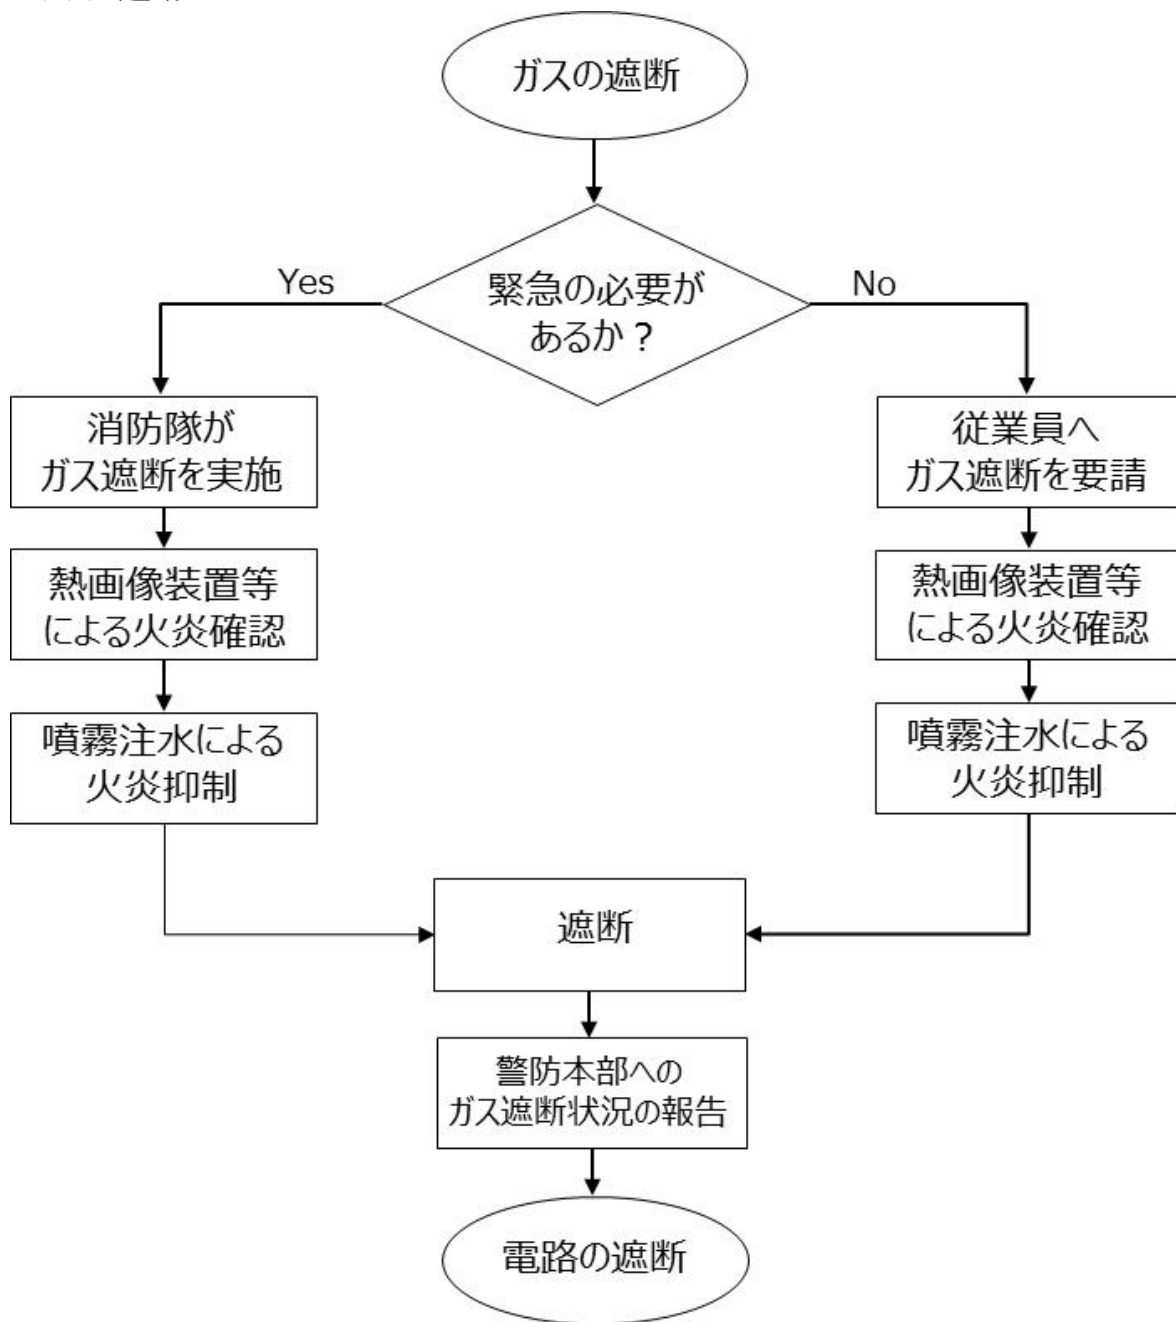 ガスの遮断
緊急の必要が
あるか？
Yes
No
消防隊が
ガス遮断を実施
熱画像装置等
による火炎確認
噴霧注水による
火炎抑制
従業員へ
ガス遮断を要請
熱画像装置等
による火炎確認
噴霧注水による
火炎抑制
遮断
警防本部への
ガス遮断状況の報告
電路の遮断